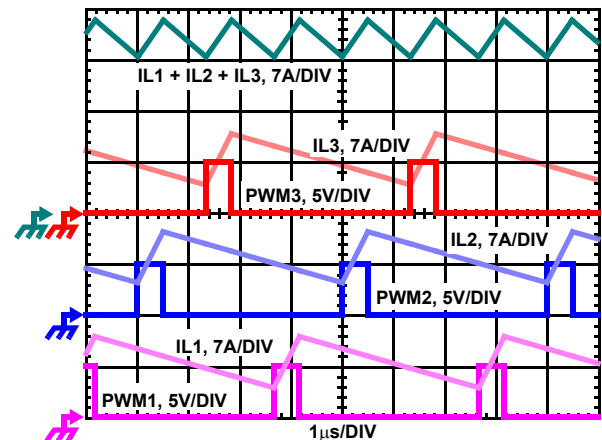 IL1 + IL2 + IL3, 7A/DIV
IL3, 7A/DIV
PWM3, 5V/DIV
IL2, 7A/DIV
PWM2, 5V/DIV
IL1, 7A/DIV
PWM1, 5V/DIV
1µs/DIV